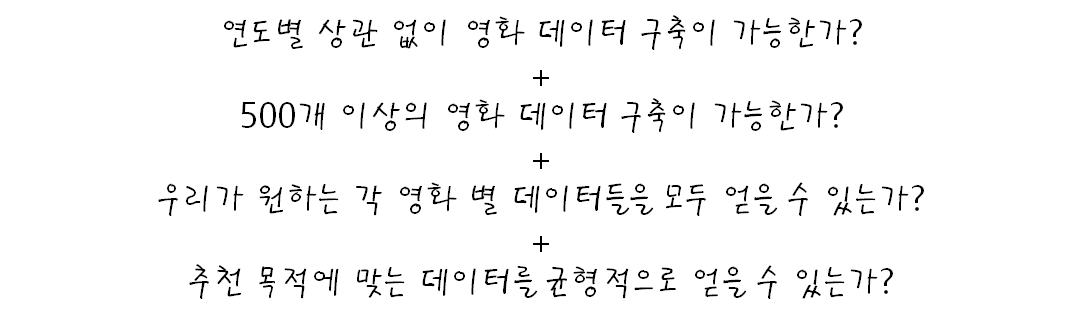 연도별 상관 없이 영화 데이터 구축이 가능한가?
+
500개 이상의 영화 데이터 구축이 가능한가?
+
우리가 원하는 각 영화 별 데이터들을 모두 얻을 수 있는가?
+
추천 목적에 맞는 데이터를 균형적으로 얻을 수 있는가?